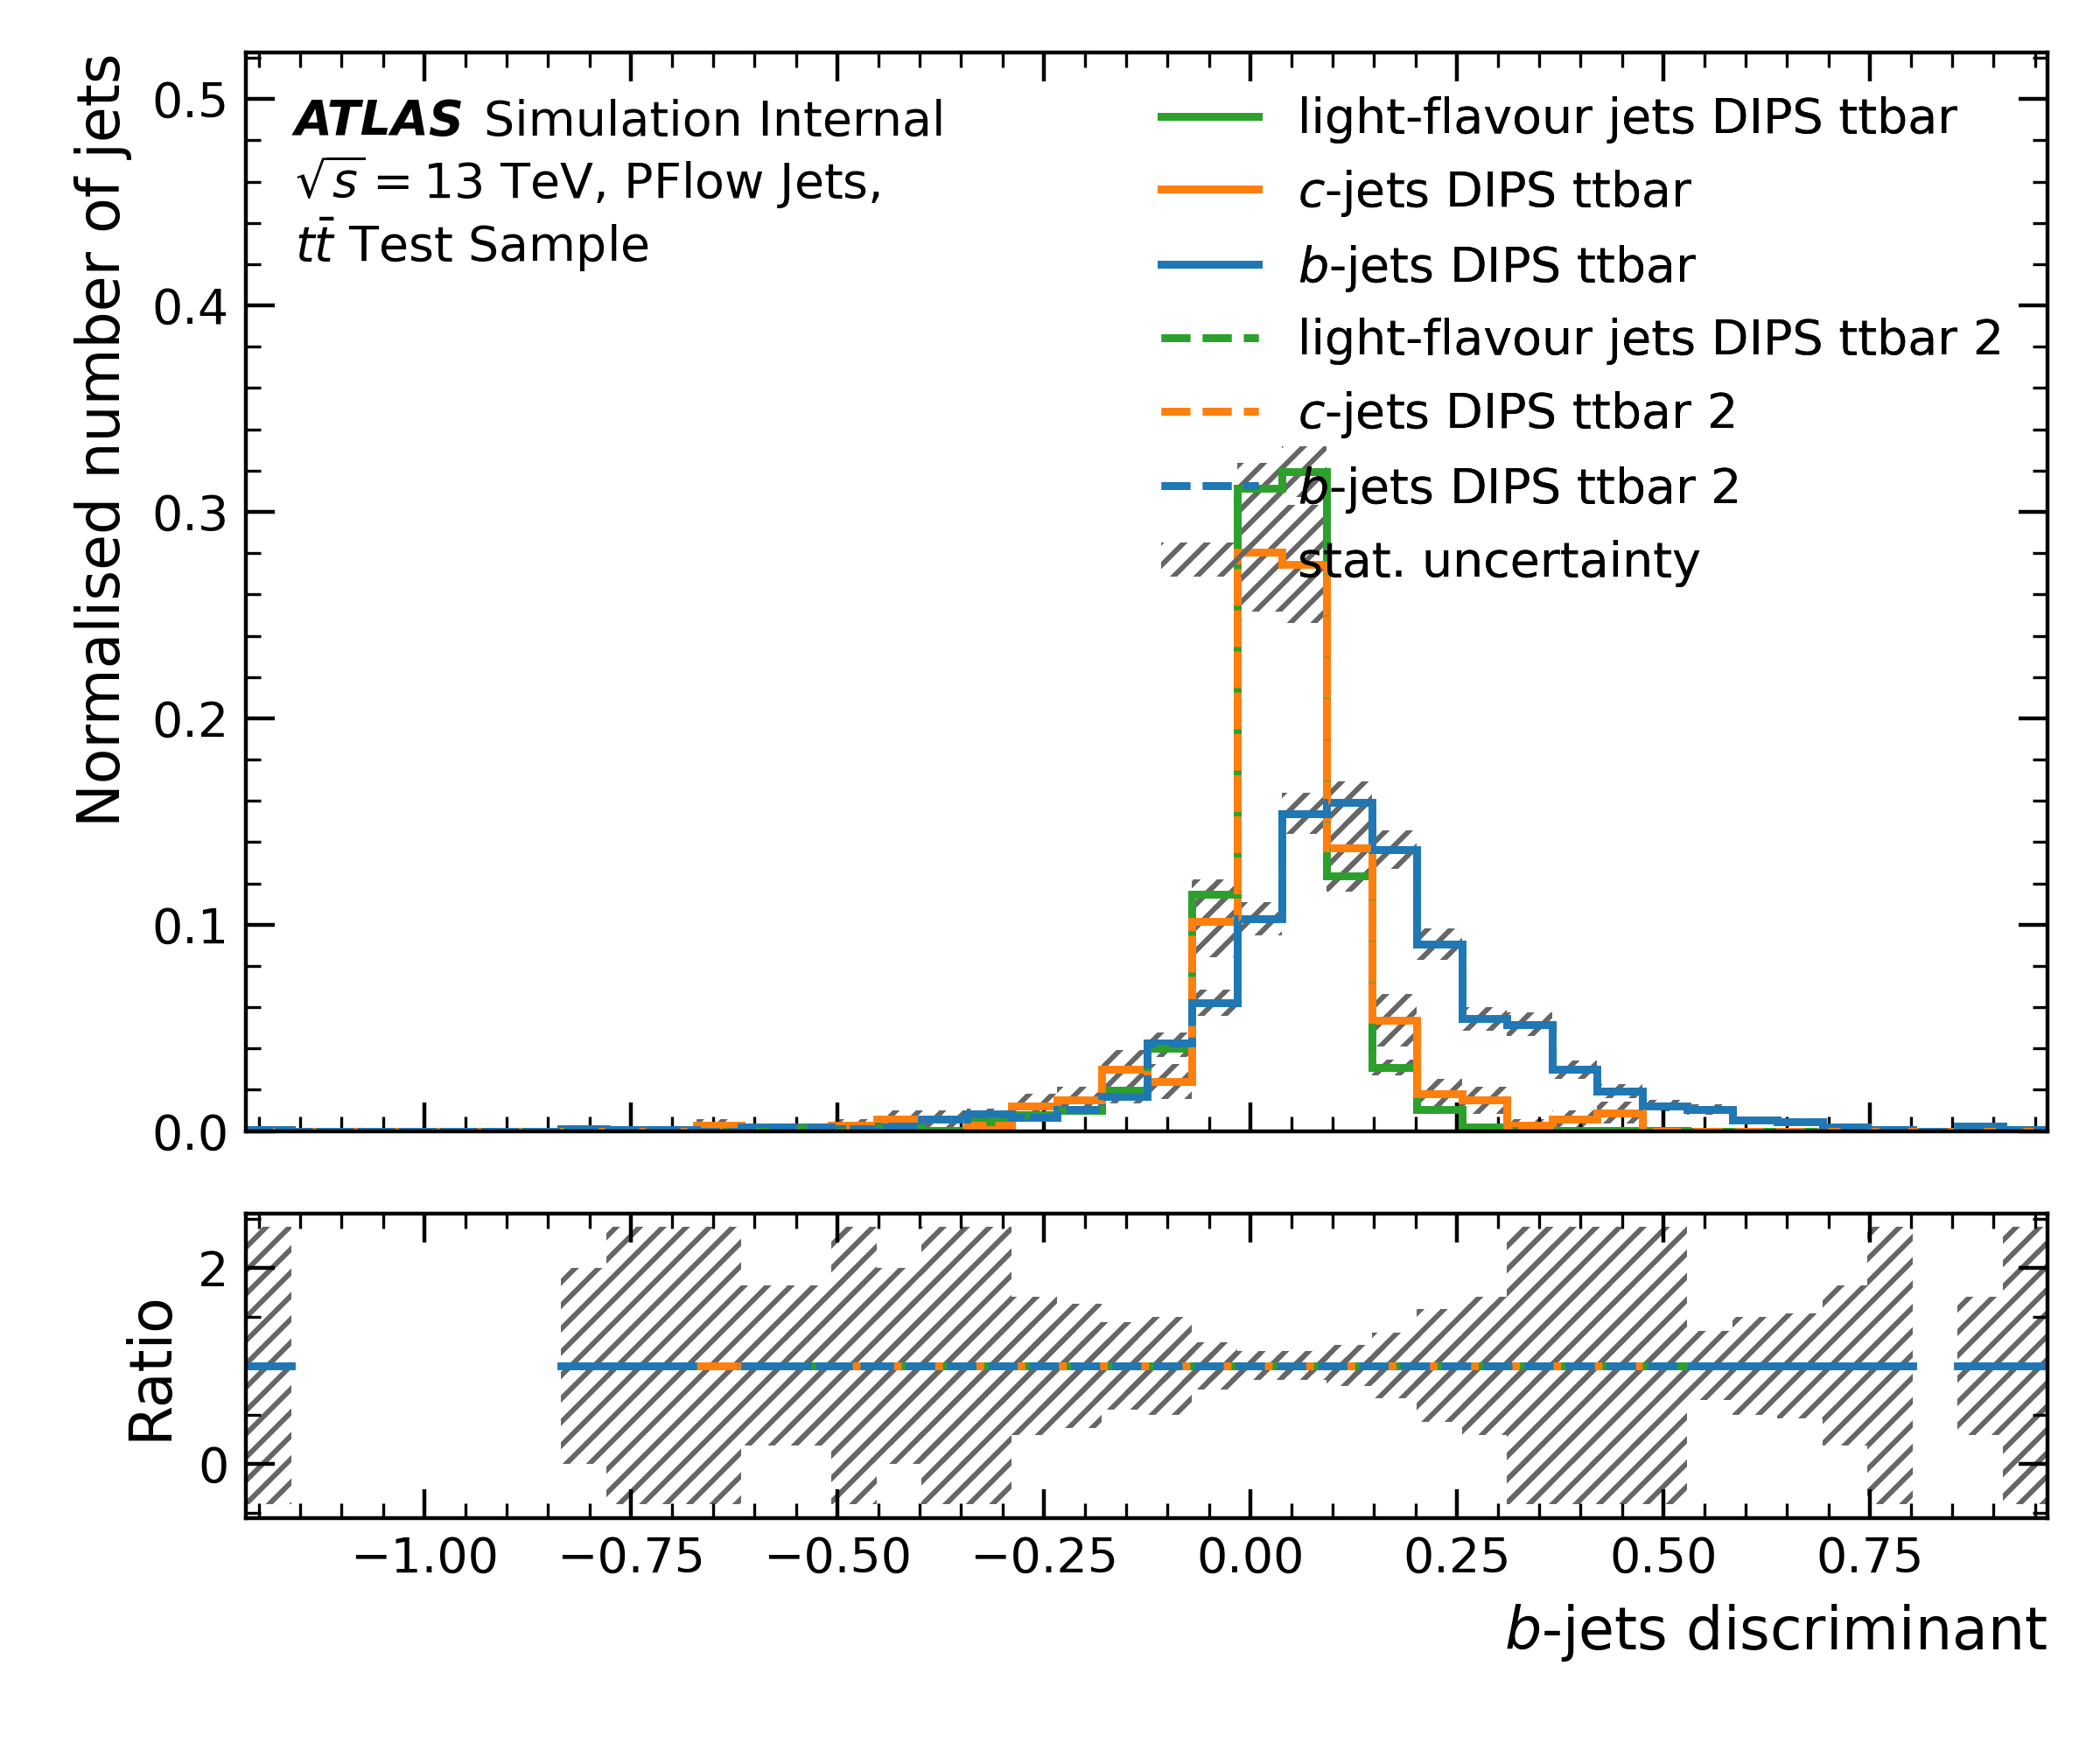 Normalised number of jets
0.5
0.4
0.3
0.2
0.1
0.0
ATLAS Simulation Internal
√s = 13 TeV, PFlow Jets,
tt̄ Test Sample
light-flavour jets DIPS ttbar
c-jets DIPS ttbar
b-jets DIPS ttbar
light-flavour jets DIPS ttbar 2
c-jets DIPS ttbar 2
b-jets DIPS ttbar 2
stat. uncertainty
Ratio
2
0
−1.00 −0.75 −0.50 −0.25 0.00 0.25 0.50 0.75
b-jets discriminant